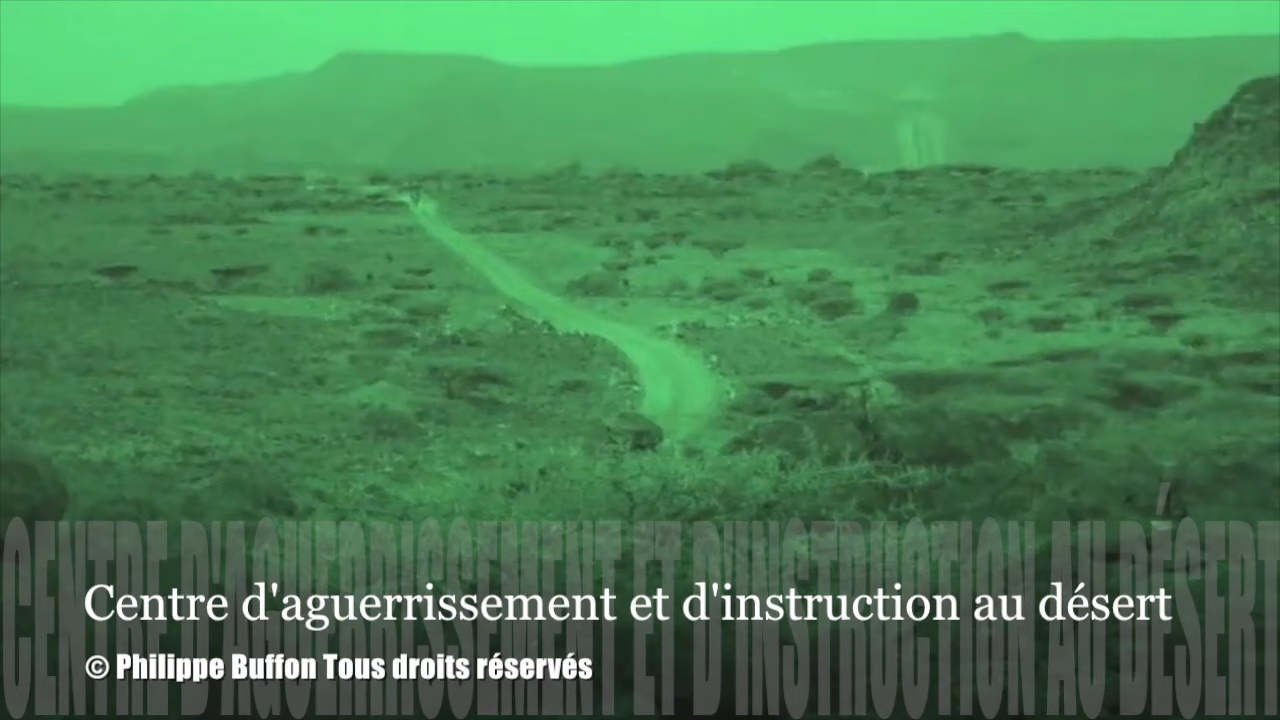 CENTRE D'AGUERRISSEMENT ET D'INSTRUCTION AU DÉSERT
Centre d'aguerrissement et d'instruction au désert
© Philippe Buffon Tous droits réservés